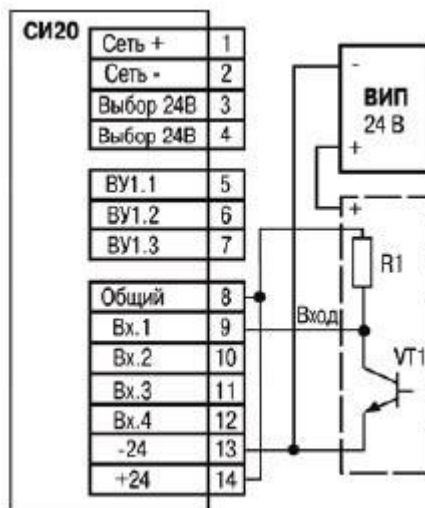 СИ20
Сеть + 1
Сеть - 2
Выбор 24В 3
Выбор 24В 4
ВУ1.1 5
ВУ1.2 6
ВУ1.3 7
Общий 8
Вх.1 9
Вх.2 10
Вх.3 11
Вх.4 12
-24 13
+24 14
-
ВИП
24 В
+
+
R1
Вход
VT1